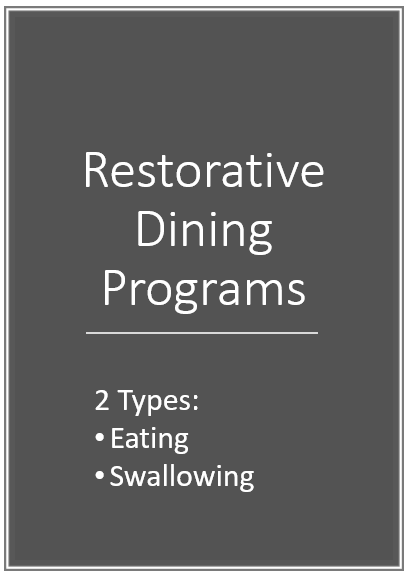 Restorative
Dining
Programs
2 Types:
•Eating
•Swallowing